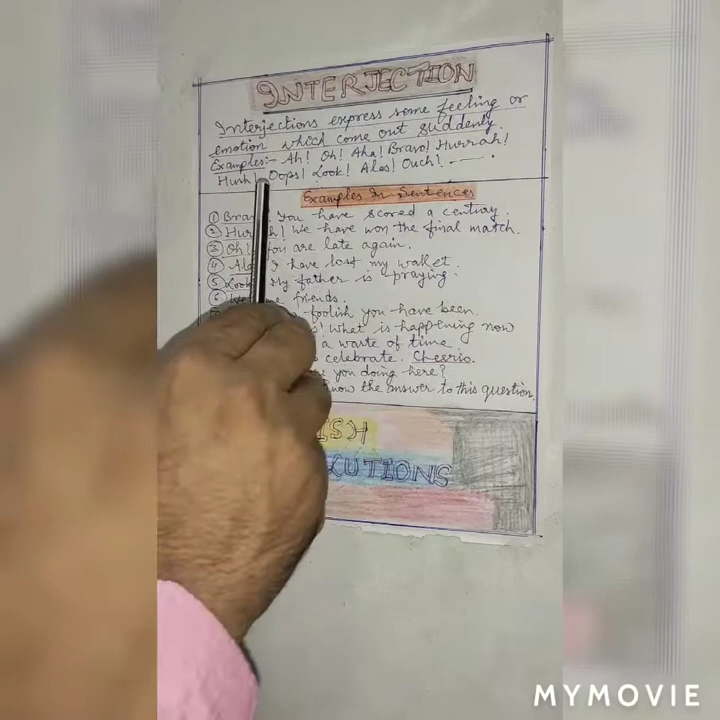 INTERJECTION
Interjections express some feeling or
emotion which come out suddenly.
Examples:- Ah! Oh! Aha! Bravo! Hurrah!
Hush! Oops! Look! Alas! Ouch! ---- .
Examples In Sentences
① You have scored a century.
② We have won the final match.
③ Oh! you are late again.
④ I have lost my wallet.
⑤ Look My father is praying.
⑥ friends.
foolish you have been.
! What is happening now
a waste of time
celebrate. Cheerio.
you doing here?
know the answer to this question.
ISH
LUTIONS
MYMOVIE